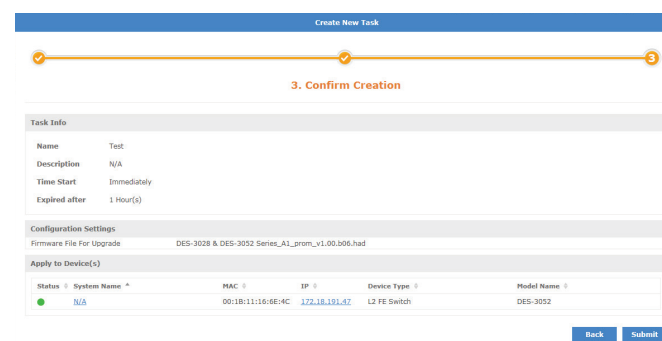 Create New Task
3
3. Confirm Creation
Task Info
Name Test
Description N/A
Time Start Immediately
Expired after 1 Hour(s)
Configuration Settings
Firmware File For Upgrade DES-3028 & DES-3052 Series_A1_prom_v1.00.b06.had
Apply to Device(s)
Status System Name MAC IP Device Type Model Name
N/A 00:1B:11:16:6E:4C 172.18.191.47 L2 FE Switch DES-3052
Back Submit